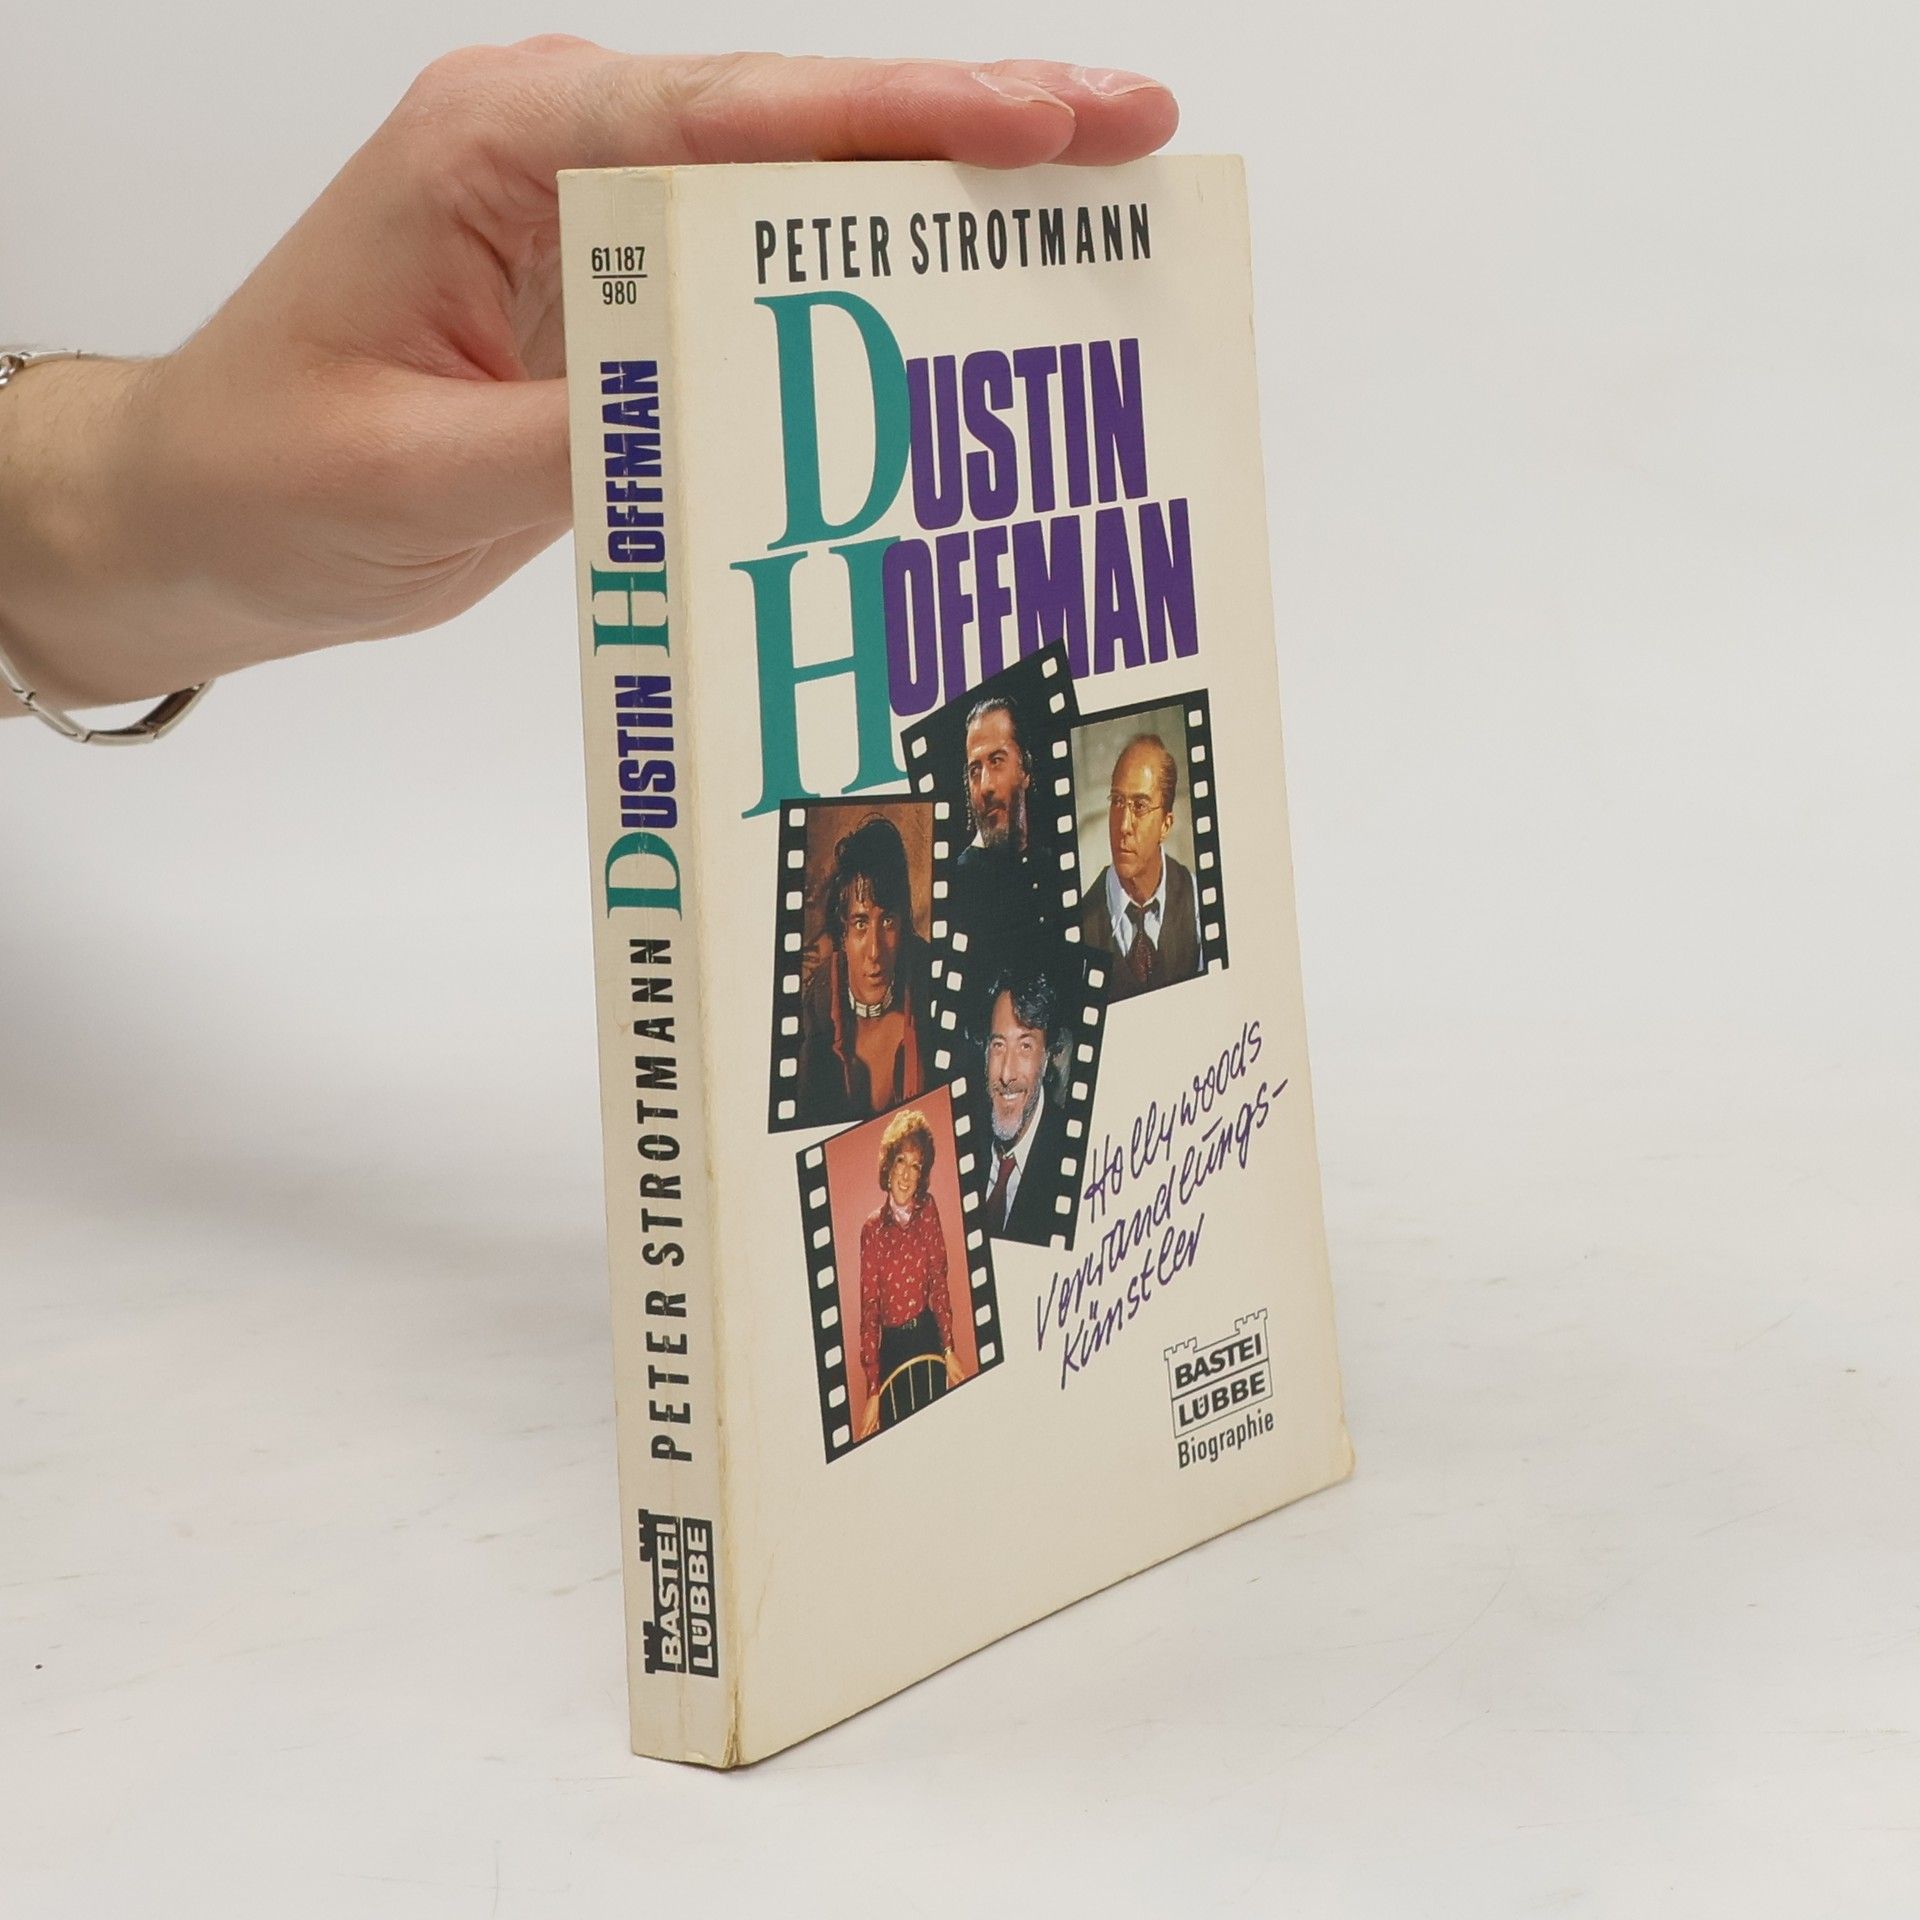 61187
980
PETER STROTMANN DUSTIN HOFFMAN
BASTEI
LÜBBE
PETER STROTMANN
DUSTIN
HOFFMAN
Hollywoods
Verwandlungs-
künstler
BASTEI
LÜBBE
Biographie